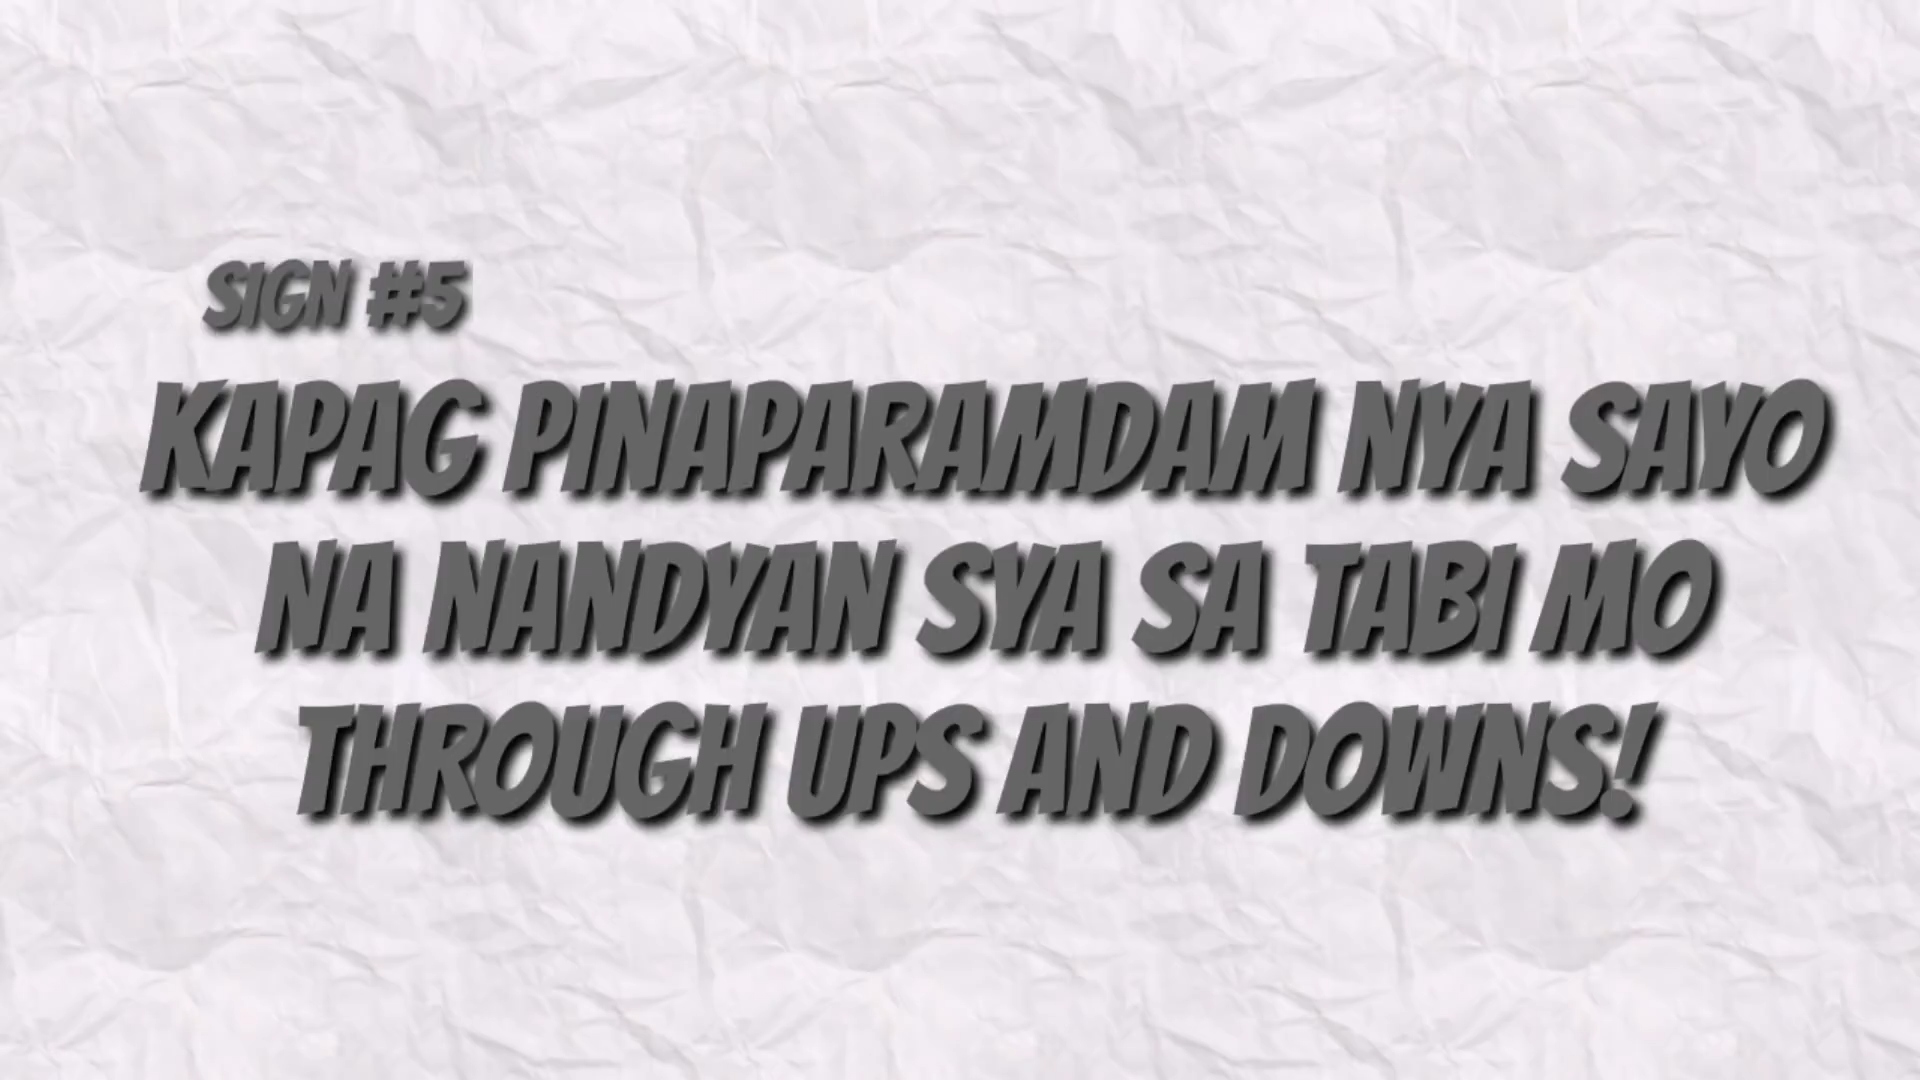 SIGN #5
KAPAG PINAPARAMDAM NYA SAYO
NA NANDYAN SYA SA TABI MO
THROUGH UPS AND DOWNS!